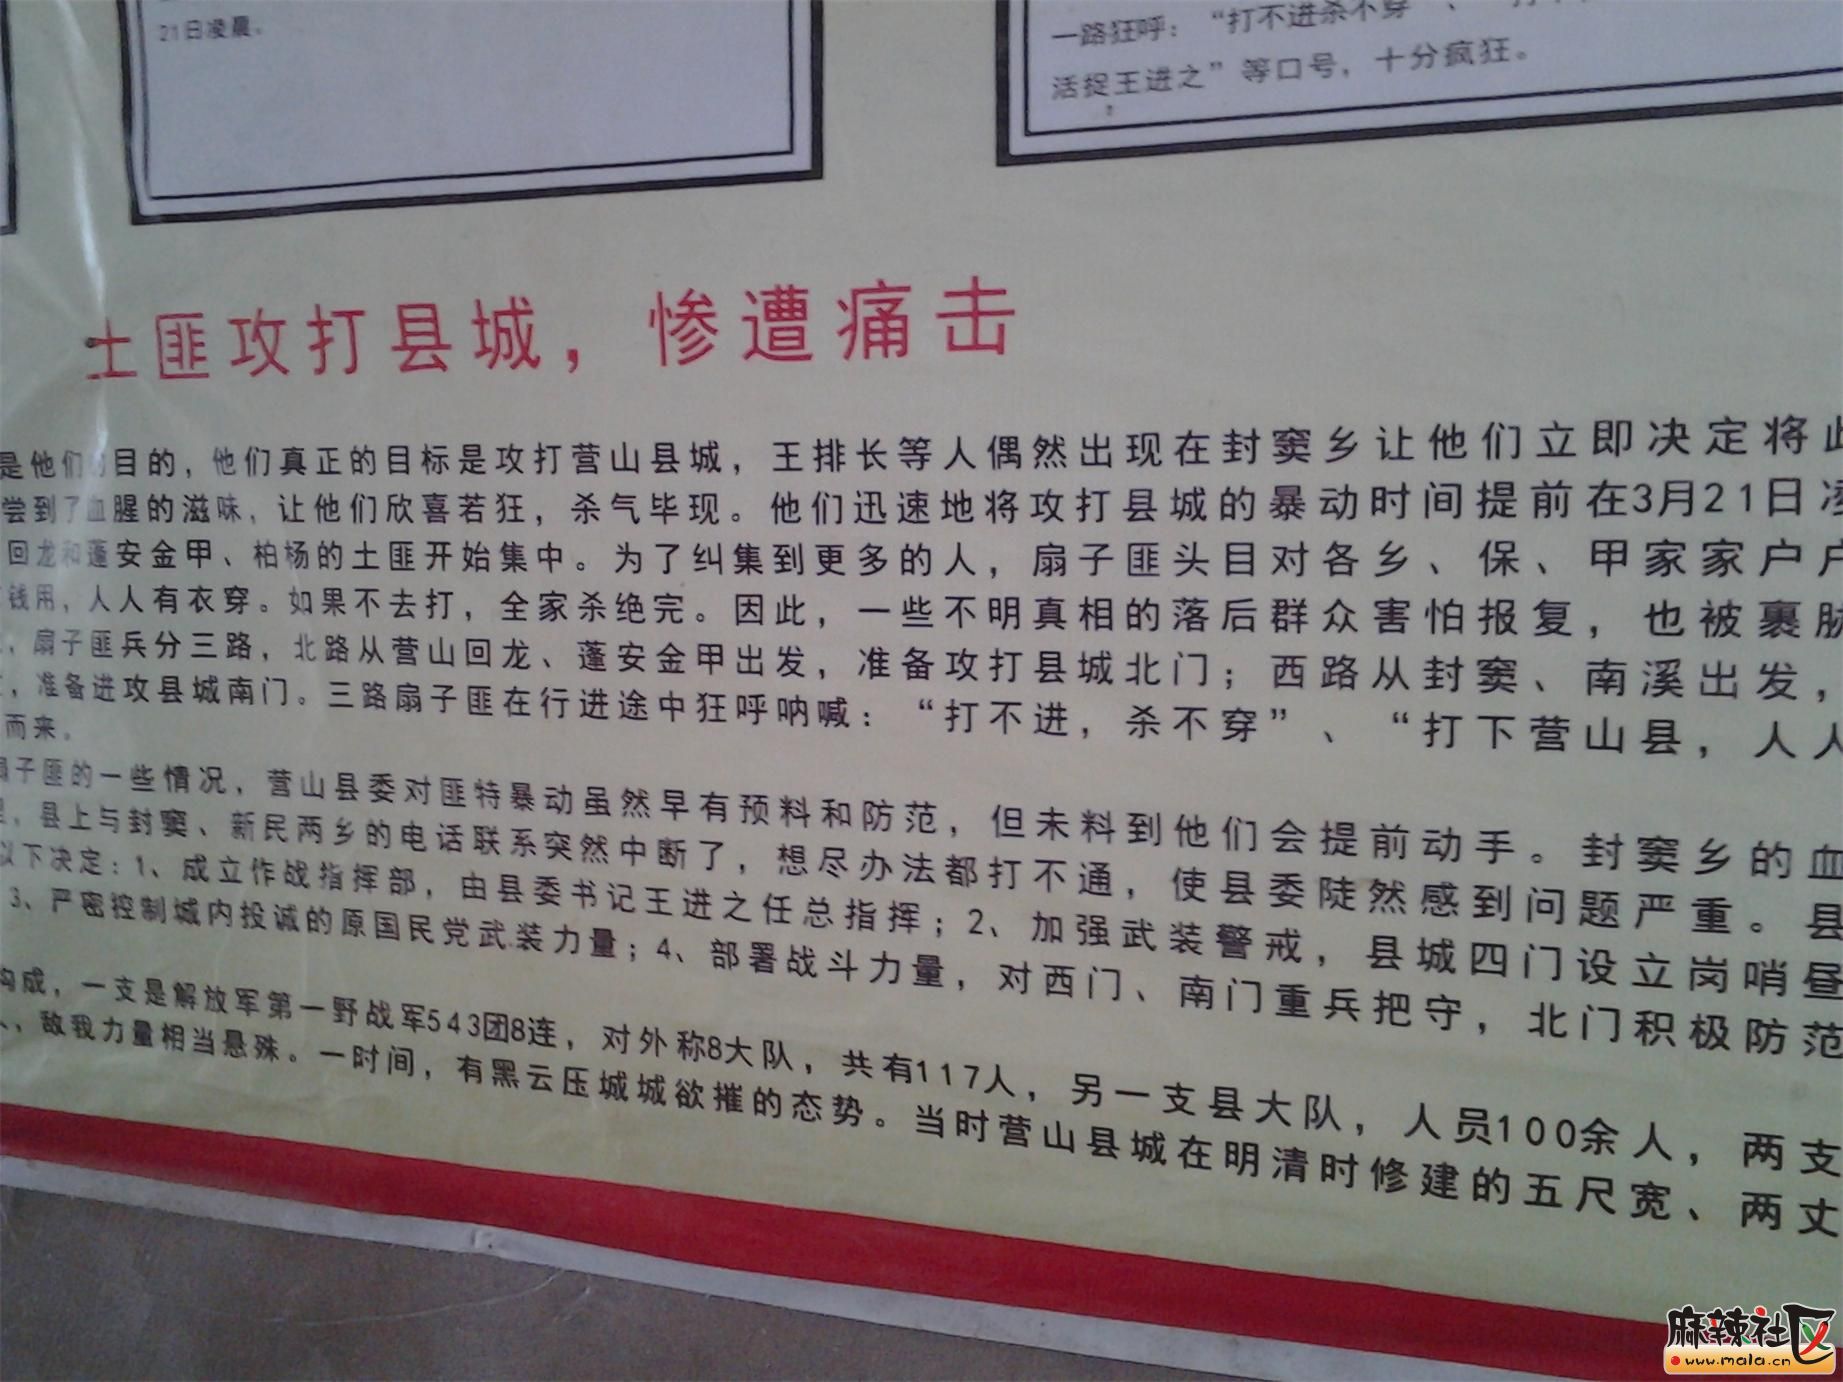 21日凌晨。
一路狂呼：“打不进杀不穿”、
活捉王进之”等口号，十分疯狂。
土匪攻打县城，惨遭痛击
是他们的目的，他们真正的目标是攻打营山县城，王排长等人偶然出现在封窦乡让他们立即决定将此
尝到了血腥的滋味，让他们欣喜若狂，杀气毕现。他们迅速地将攻打县城的暴动时间提前在3月21日凌
回龙和蓬安金甲、柏杨的土匪开始集中。为了纠集到更多的人，扇子匪头目对各乡、保、甲家家户户
钱用，人人有衣穿。如果不去打，全家杀绝完。因此，一些不明真相的落后群众害怕报复，也被裹胁
，扇子匪兵分三路，北路从营山回龙、蓬安金甲出发，准备攻打县城北门；西路从封窦、南溪出发，
，准备进攻县城南门。三路扇子匪在行进途中狂呼呐喊：“打不进，杀不穿”、“打下营山县，人人
而来。
扇子匪的一些情况，营山县委对匪特暴动虽然早有预料和防范，但未料到他们会提前动手。封窦乡的血
，县上与封窦、新民两乡的电话联系突然中断了，想尽办法都打不通，使县委陡然感到问题严重。县
以下决定：1、成立作战指挥部，由县委书记王进之任总指挥；2、加强武装警戒，县城四门设立岗哨昼
3、严密控制城内投诚的原国民党武装力量；4、部署战斗力量，对西门、南门重兵把守，北门积极防范
构成，一支是解放军第一野战军543团8连，对外称8大队，共有117人，另一支县大队，人员100余人，两支
人，敌我力量相当悬殊。一时间，有黑云压城城欲摧的态势。当时营山县城在明清时修建的五尺宽、两丈
麻辣社区
www.mala.cn